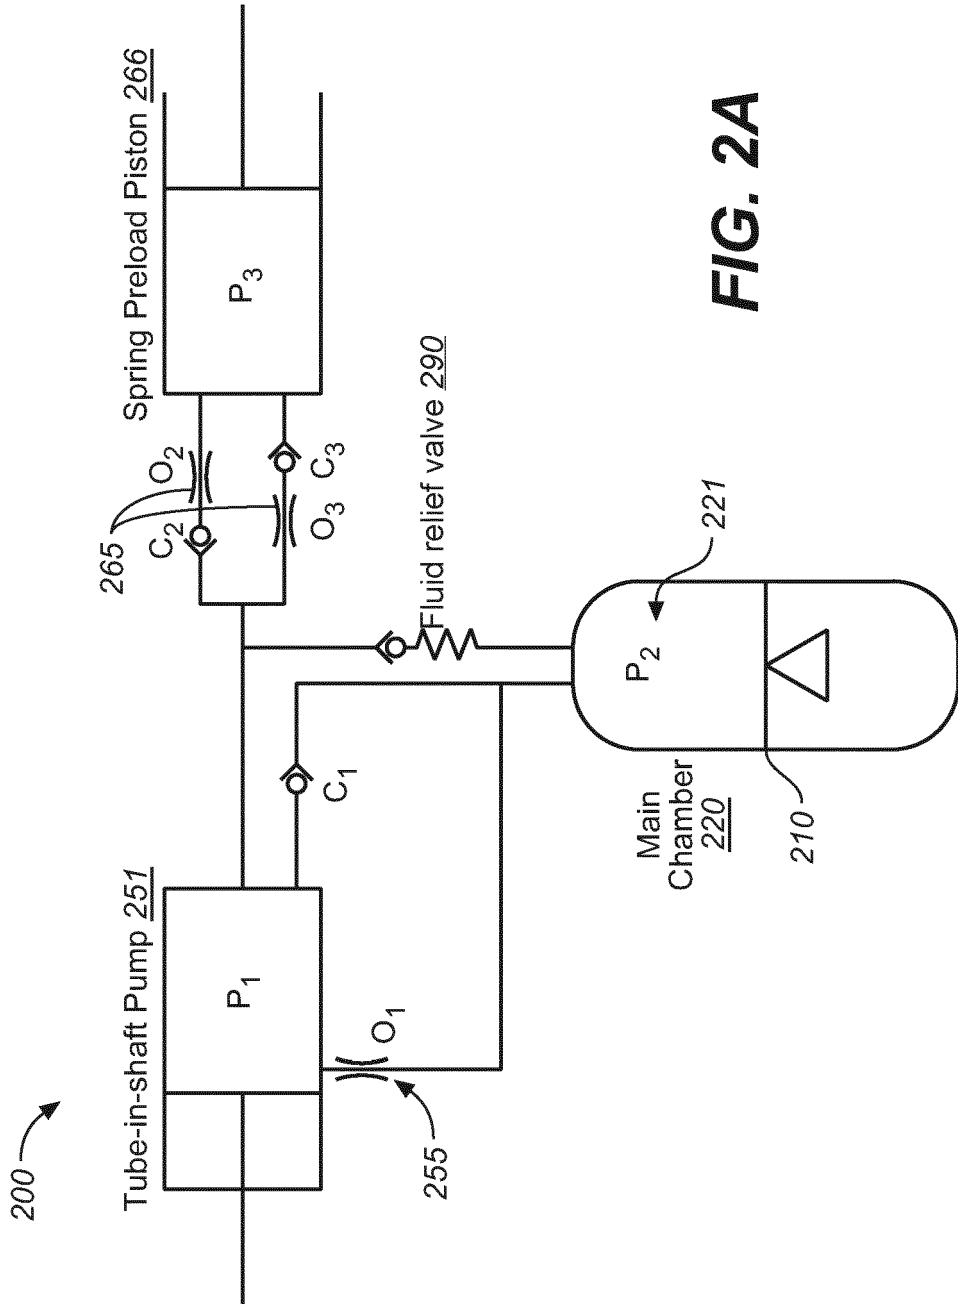 200
Tube-in-shaft Pump 251
Spring Preload Piston 266
P1
P3
265
C2
O2
O3
C3
O1
255
C1
Fluid relief valve 290
Main
Chamber
220
P2
221
210
FIG. 2A